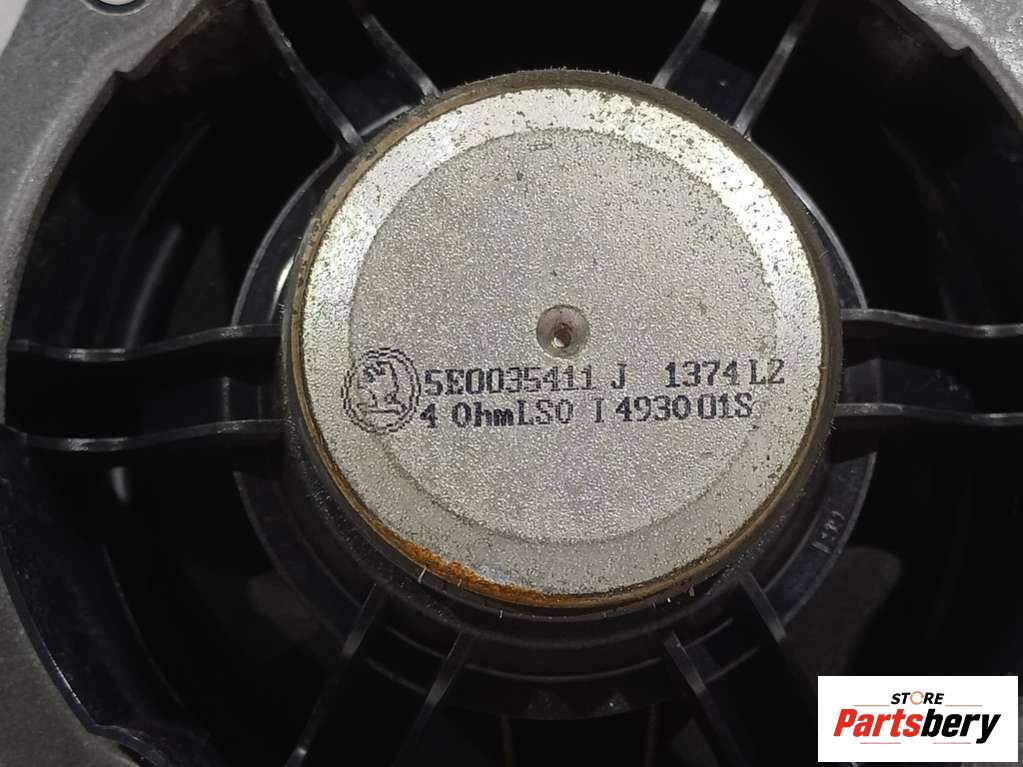 5E0035411 J 1374 L2
4 Ohm LS0 I 4930 01S
STORE
Partsbery